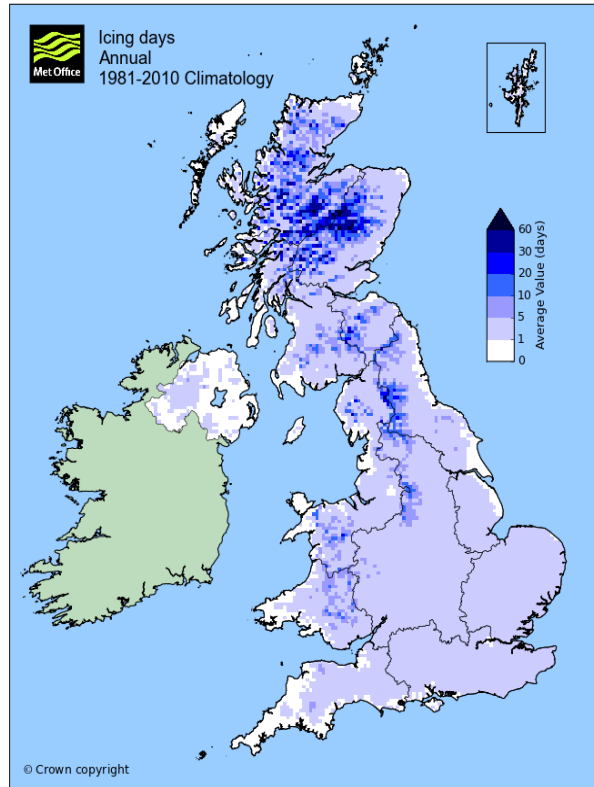 Icing days
Annual
1981-2010 Climatology
Met Office
60
30
20
10
5
1
0
Average Value (days)
© Crown copyright